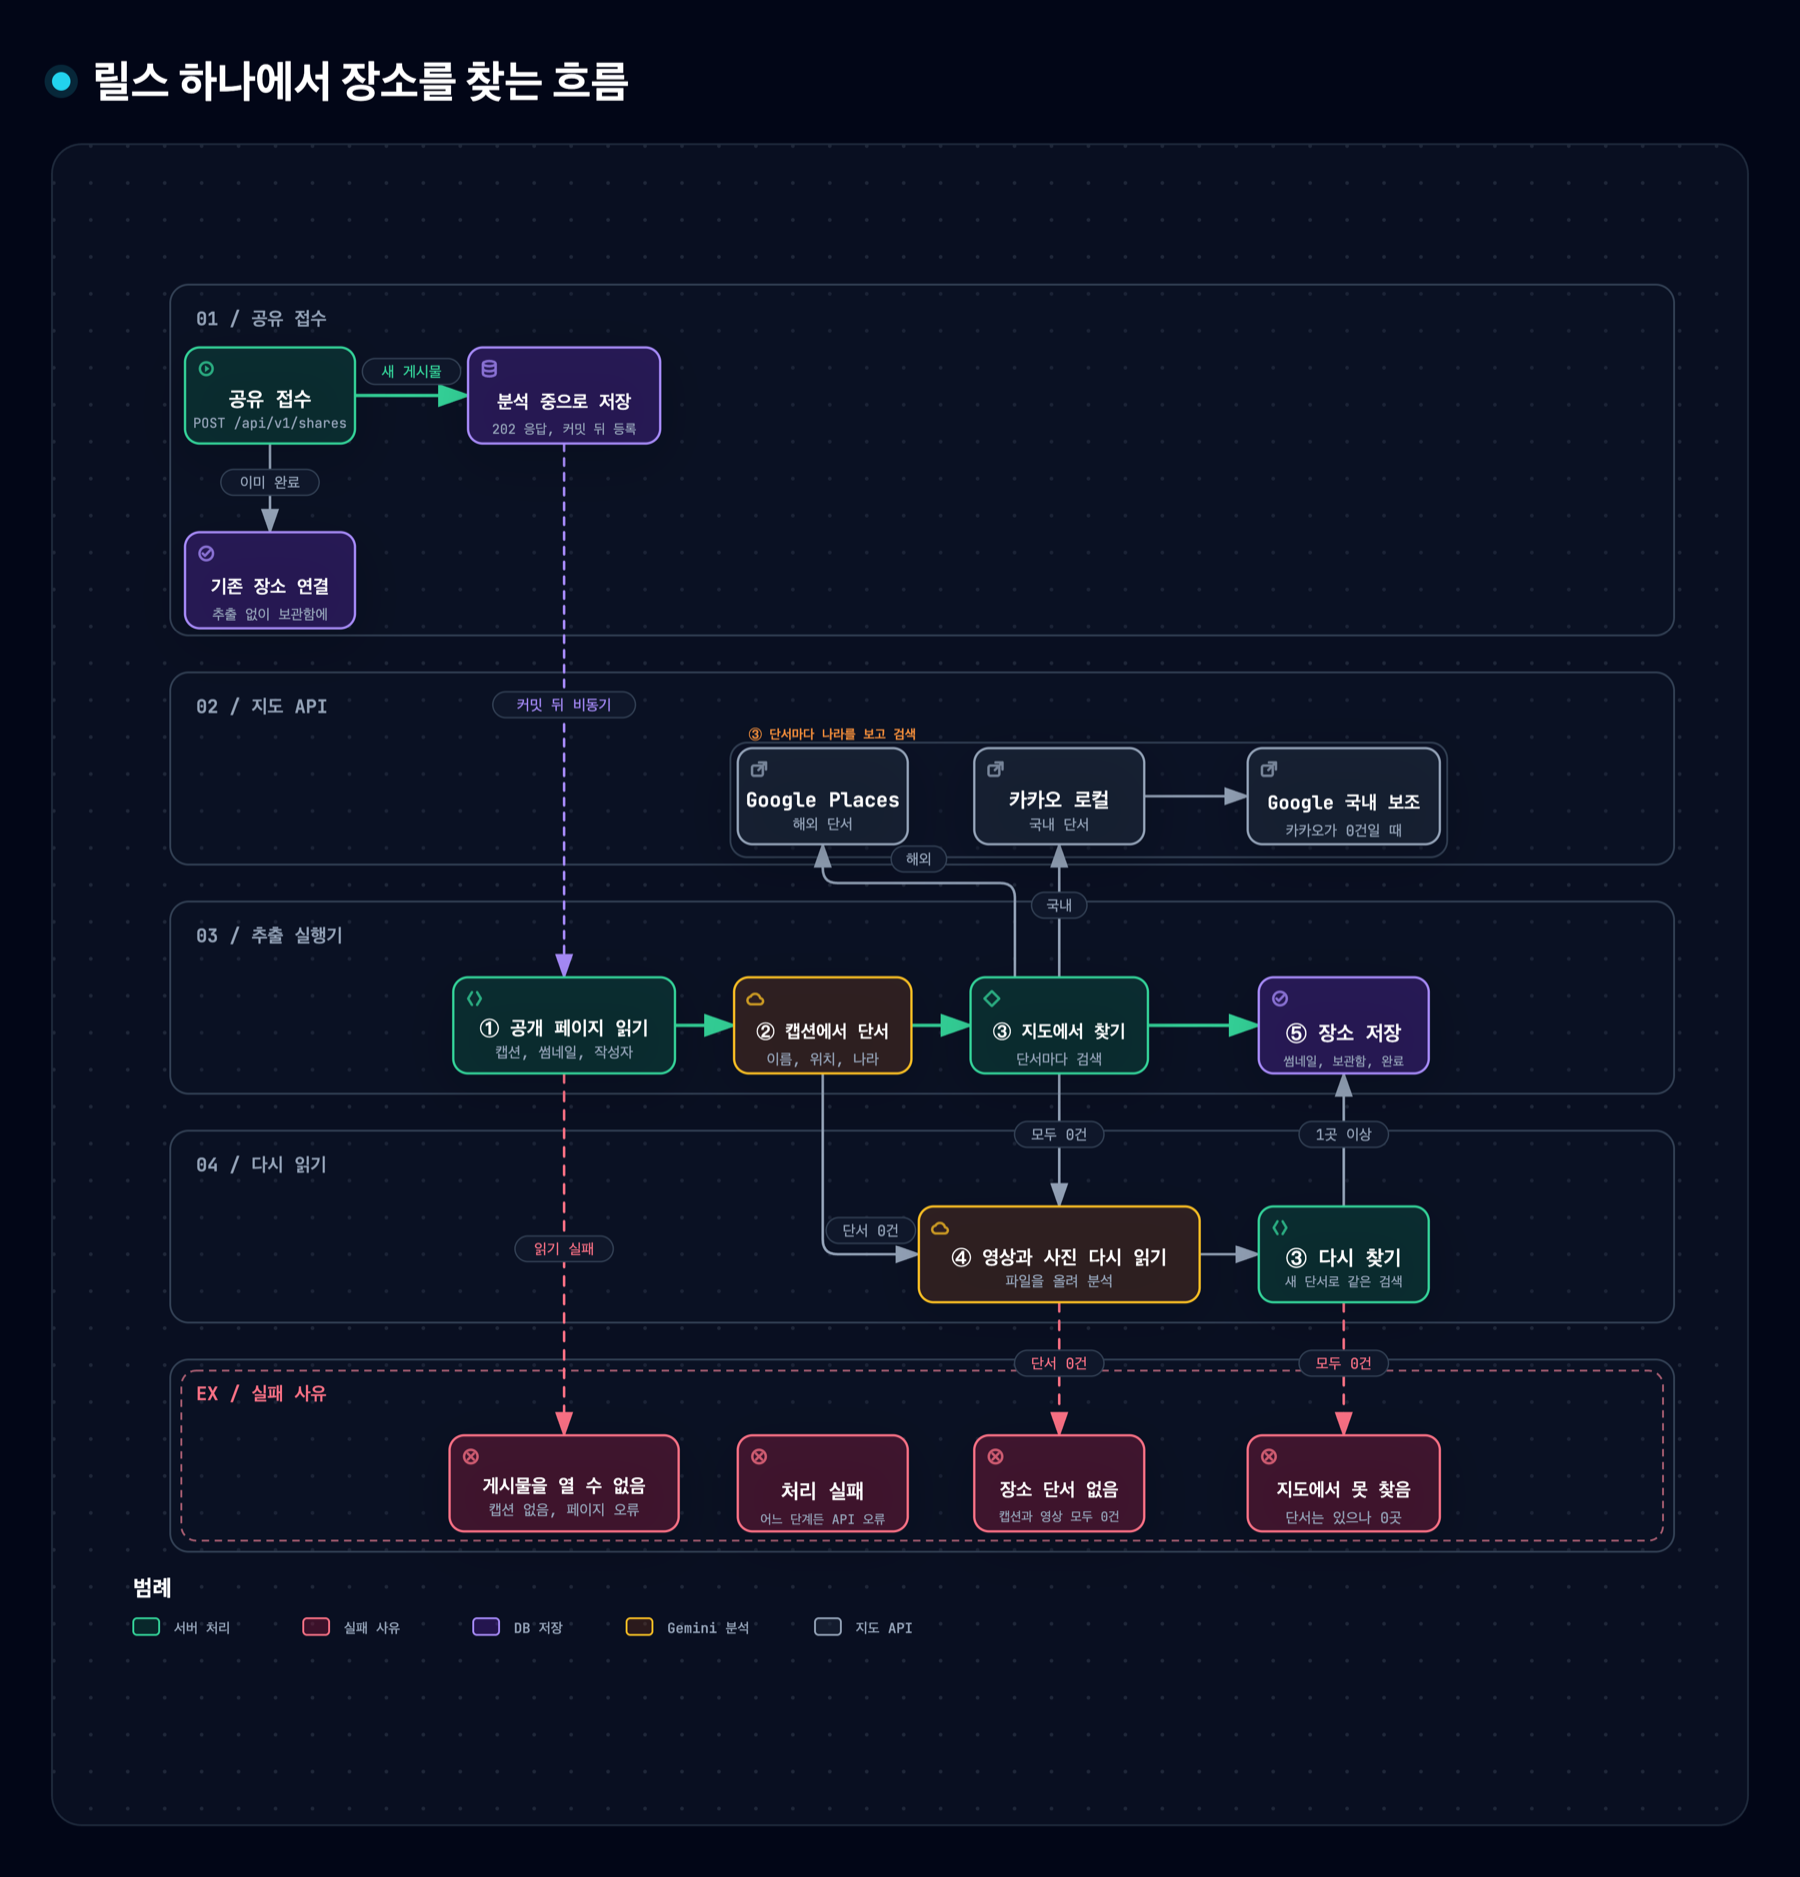 릴스 하나에서 장소를 찾는 흐름
01 / 공유 접수
공유 접수
POST /api/v1/shares
새 게시물
분석 중으로 저장
202 응답, 커밋 뒤 등록
이미 완료
기존 장소 연결
추출 없이 보관함에
02 / 지도 API
커밋 뒤 비동기
③ 단서마다 나라를 보고 검색
Google Places
해외 단서
카카오 로컬
국내 단서
Google 국내 보조
카카오가 0건일 때
해외
국내
03 / 추출 실행기
① 공개 페이지 읽기
캡션, 썸네일, 작성자
② 캡션에서 단서
이름, 위치, 나라
③ 지도에서 찾기
단서마다 검색
⑤ 장소 저장
썸네일, 보관함, 완료
모두 0건
1곳 이상
04 / 다시 읽기
단서 0건
읽기 실패
④ 영상과 사진 다시 읽기
파일을 올려 분석
③ 다시 찾기
새 단서로 같은 검색
단서 0건
모두 0건
EX / 실패 사유
게시물을 열 수 없음
캡션 없음, 페이지 오류
처리 실패
어느 단계든 API 오류
장소 단서 없음
캡션과 영상 모두 0건
지도에서 못 찾음
단서는 있으나 0곳
범례
서버 처리
실패 사유
DB 저장
Gemini 분석
지도 API